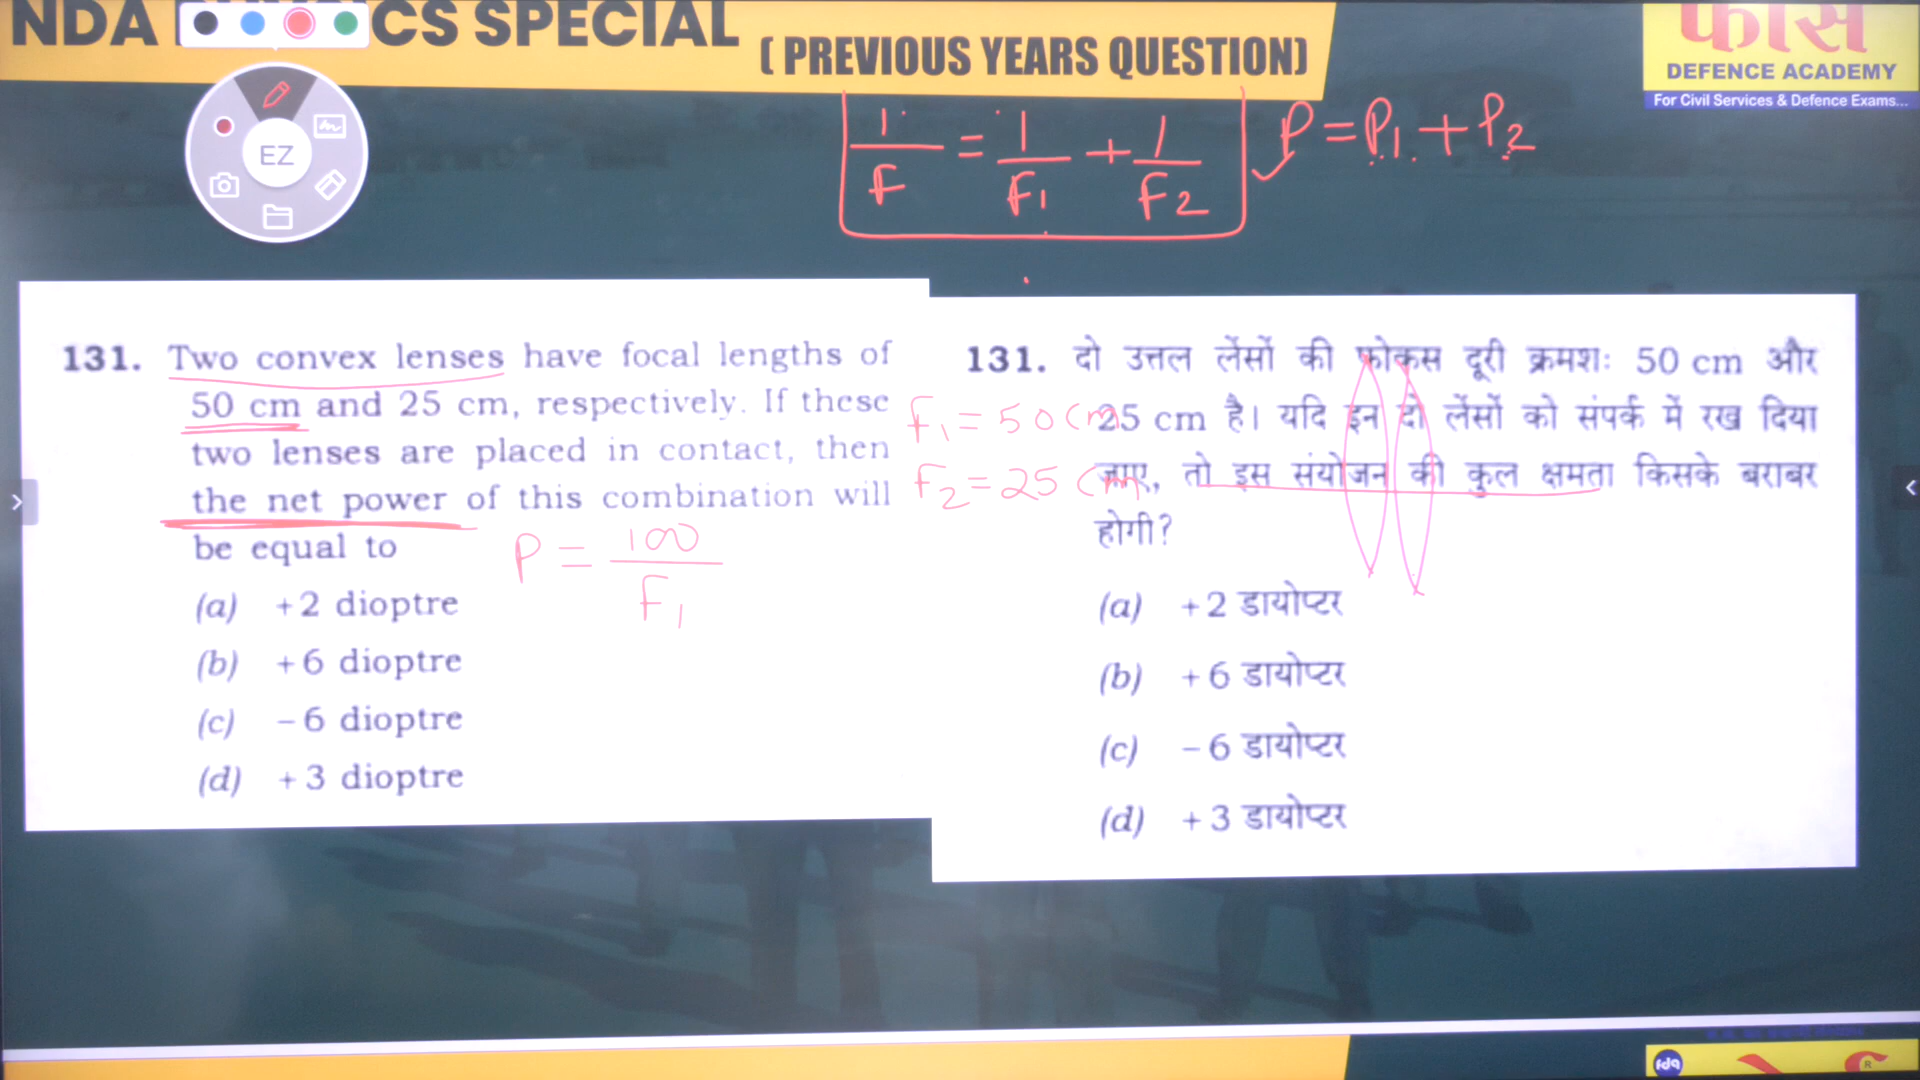 NDA CS SPECIAL
( PREVIOUS YEARS QUESTION)
फोर्स
DEFENCE ACADEMY
For Civil Services & Defence Exams...
EZ
1/F = 1/F1 + 1/F2
P = P1 + P2
131. Two convex lenses have focal lengths of
50 cm and 25 cm, respectively. If these
two lenses are placed in contact, then
the net power of this combination will
be equal to
(a) +2 dioptre
(b) +6 dioptre
(c) -6 dioptre
(d) +3 dioptre
F1 = 50 cm
F2 = 25 cm
P = 100/F1
131. दो उत्तल लेंसों की फोकस दूरी क्रमशः 50 cm और
25 cm है। यदि इन दो लेंसों को संपर्क में रख दिया
जाए, तो इस संयोजन की कुल क्षमता किसके बराबर
होगी?
(a) +2 डायोप्टर
(b) +6 डायोप्टर
(c) -6 डायोप्टर
(d) +3 डायोप्टर
fda